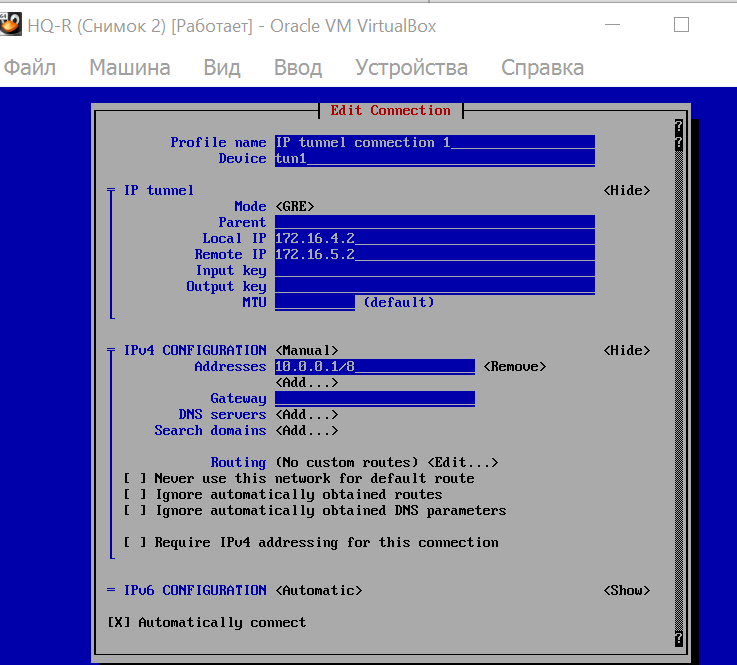 HQ-R (Снимок 2) [Работает] - Oracle VM VirtualBox
Файл Машина Вид Ввод Устройства Справка
Edit Connection
?
Profile name IP tunnel connection 1
?
Device tun1
IP tunnel <Hide>
Mode <GRE>
Parent
Local IP 172.16.4.2
Remote IP 172.16.5.2
Input key
Output key
MTU (default)
IPv4 CONFIGURATION <Manual> <Hide>
Addresses 10.0.0.1/8 <Remove>
<Add...>
Gateway
DNS servers <Add...>
Search domains <Add...>
Routing (No custom routes) <Edit...>
[ ] Never use this network for default route
[ ] Ignore automatically obtained routes
[ ] Ignore automatically obtained DNS parameters
[ ] Require IPv4 addressing for this connection
= IPv6 CONFIGURATION <Automatic> <Show>
[X] Automatically connect
?